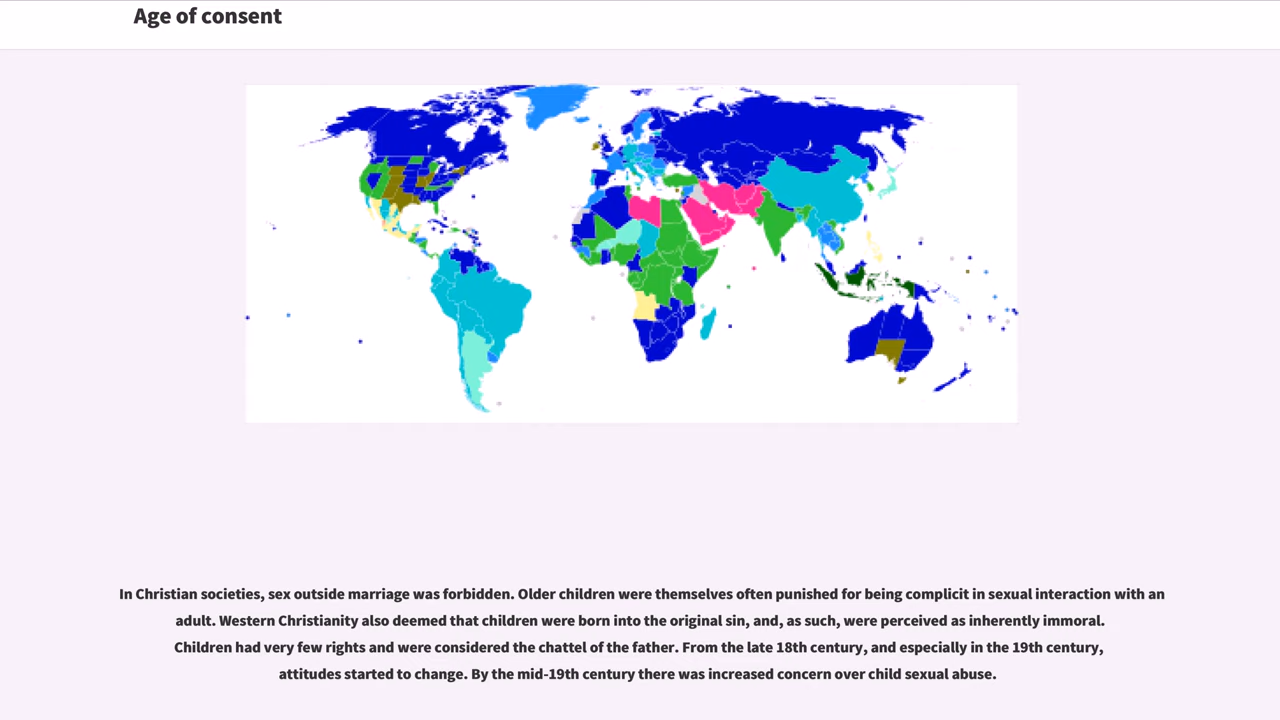 Age of consent
In Christian societies, sex outside marriage was forbidden. Older children were themselves often punished for being complicit in sexual interaction with an
adult. Western Christianity also deemed that children were born into the original sin, and, as such, were perceived as inherently immoral.
Children had very few rights and were considered the chattel of the father. From the late 18th century, and especially in the 19th century,
attitudes started to change. By the mid-19th century there was increased concern over child sexual abuse.